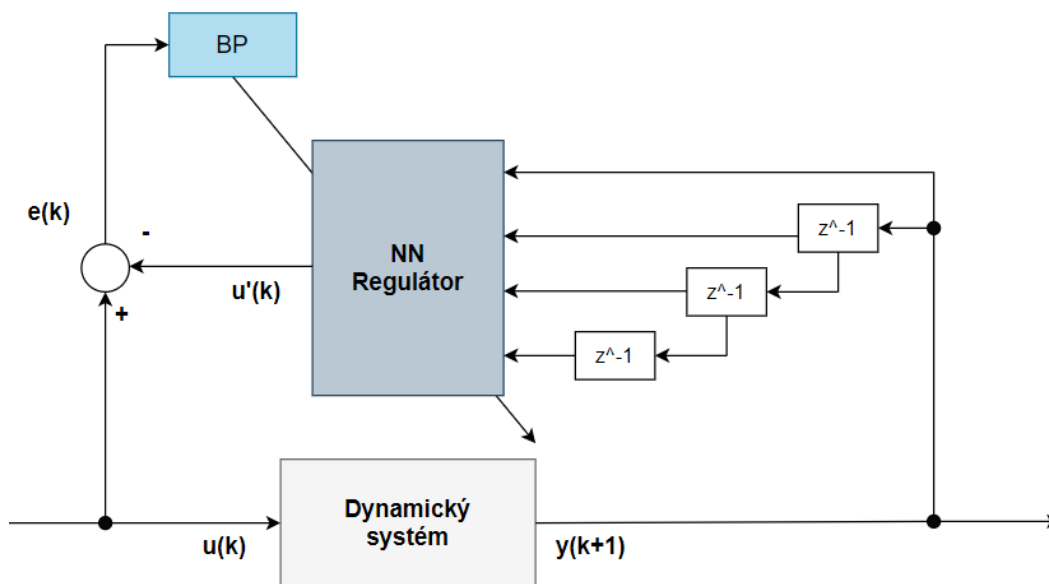 BP
e(k)
-
NN
Regulátor
z^-1
z^-1
u'(k)
+
z^-1
Dynamický
systém
u(k)
y(k+1)